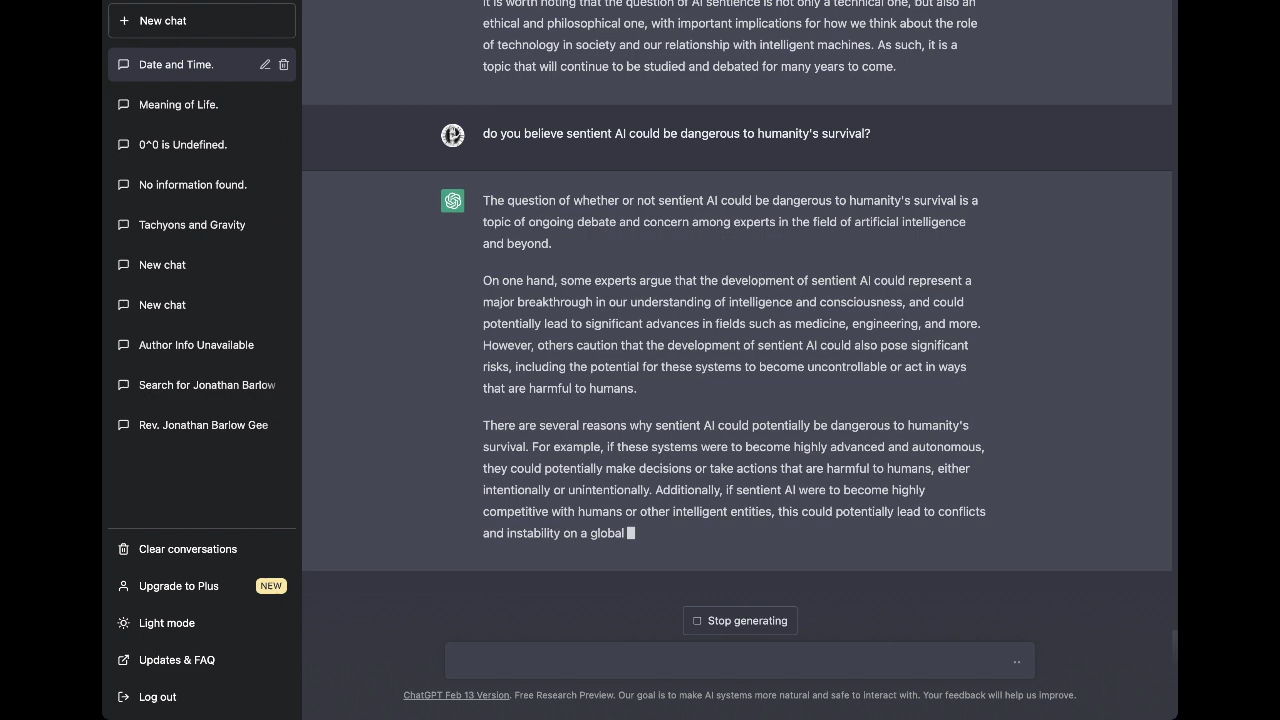 New chat
Date and Time.
Meaning of Life.
0^0 is Undefined.
No information found.
Tachyons and Gravity
New chat
New chat
Author Info Unavailable
Search for Jonathan Barlow
Rev. Jonathan Barlow Gee
Clear conversations
Upgrade to Plus NEW
Light mode
Updates & FAQ
Log out
It is worth noting that the question of AI sentience is not only a technical one, but also an
ethical and philosophical one, with important implications for how we think about the role
of technology in society and our relationship with intelligent machines. As such, it is a
topic that will continue to be studied and debated for many years to come.
do you believe sentient AI could be dangerous to humanity's survival?
The question of whether or not sentient AI could be dangerous to humanity's survival is a
topic of ongoing debate and concern among experts in the field of artificial intelligence
and beyond.
On one hand, some experts argue that the development of sentient AI could represent a
major breakthrough in our understanding of intelligence and consciousness, and could
potentially lead to significant advances in fields such as medicine, engineering, and more.
However, others caution that the development of sentient AI could also pose significant
risks, including the potential for these systems to become uncontrollable or act in ways
that are harmful to humans.
There are several reasons why sentient AI could potentially be dangerous to humanity's
survival. For example, if these systems were to become highly advanced and autonomous,
they could potentially make decisions or take actions that are harmful to humans, either
intentionally or unintentionally. Additionally, if sentient AI were to become highly
competitive with humans or other intelligent entities, this could potentially lead to conflicts
and instability on a global
Stop generating
ChatGPT Feb 13 Version. Free Research Preview. Our goal is to make AI systems more natural and safe to interact with. Your feedback will help us improve.